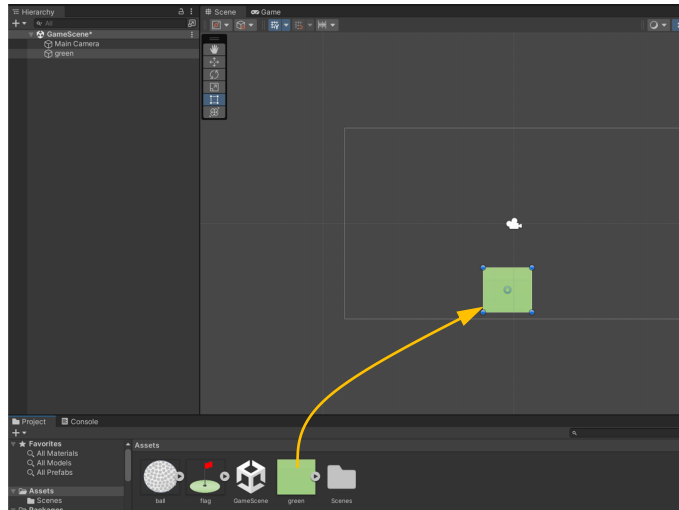 Hierarchy
All
GameScene*
Main Camera
green
Scene
Game
Project
Console
Favorites
All Materials
All Models
All Prefabs
Assets
Scenes
Packages
Assets
ball
flag
GameScene
green
Scenes